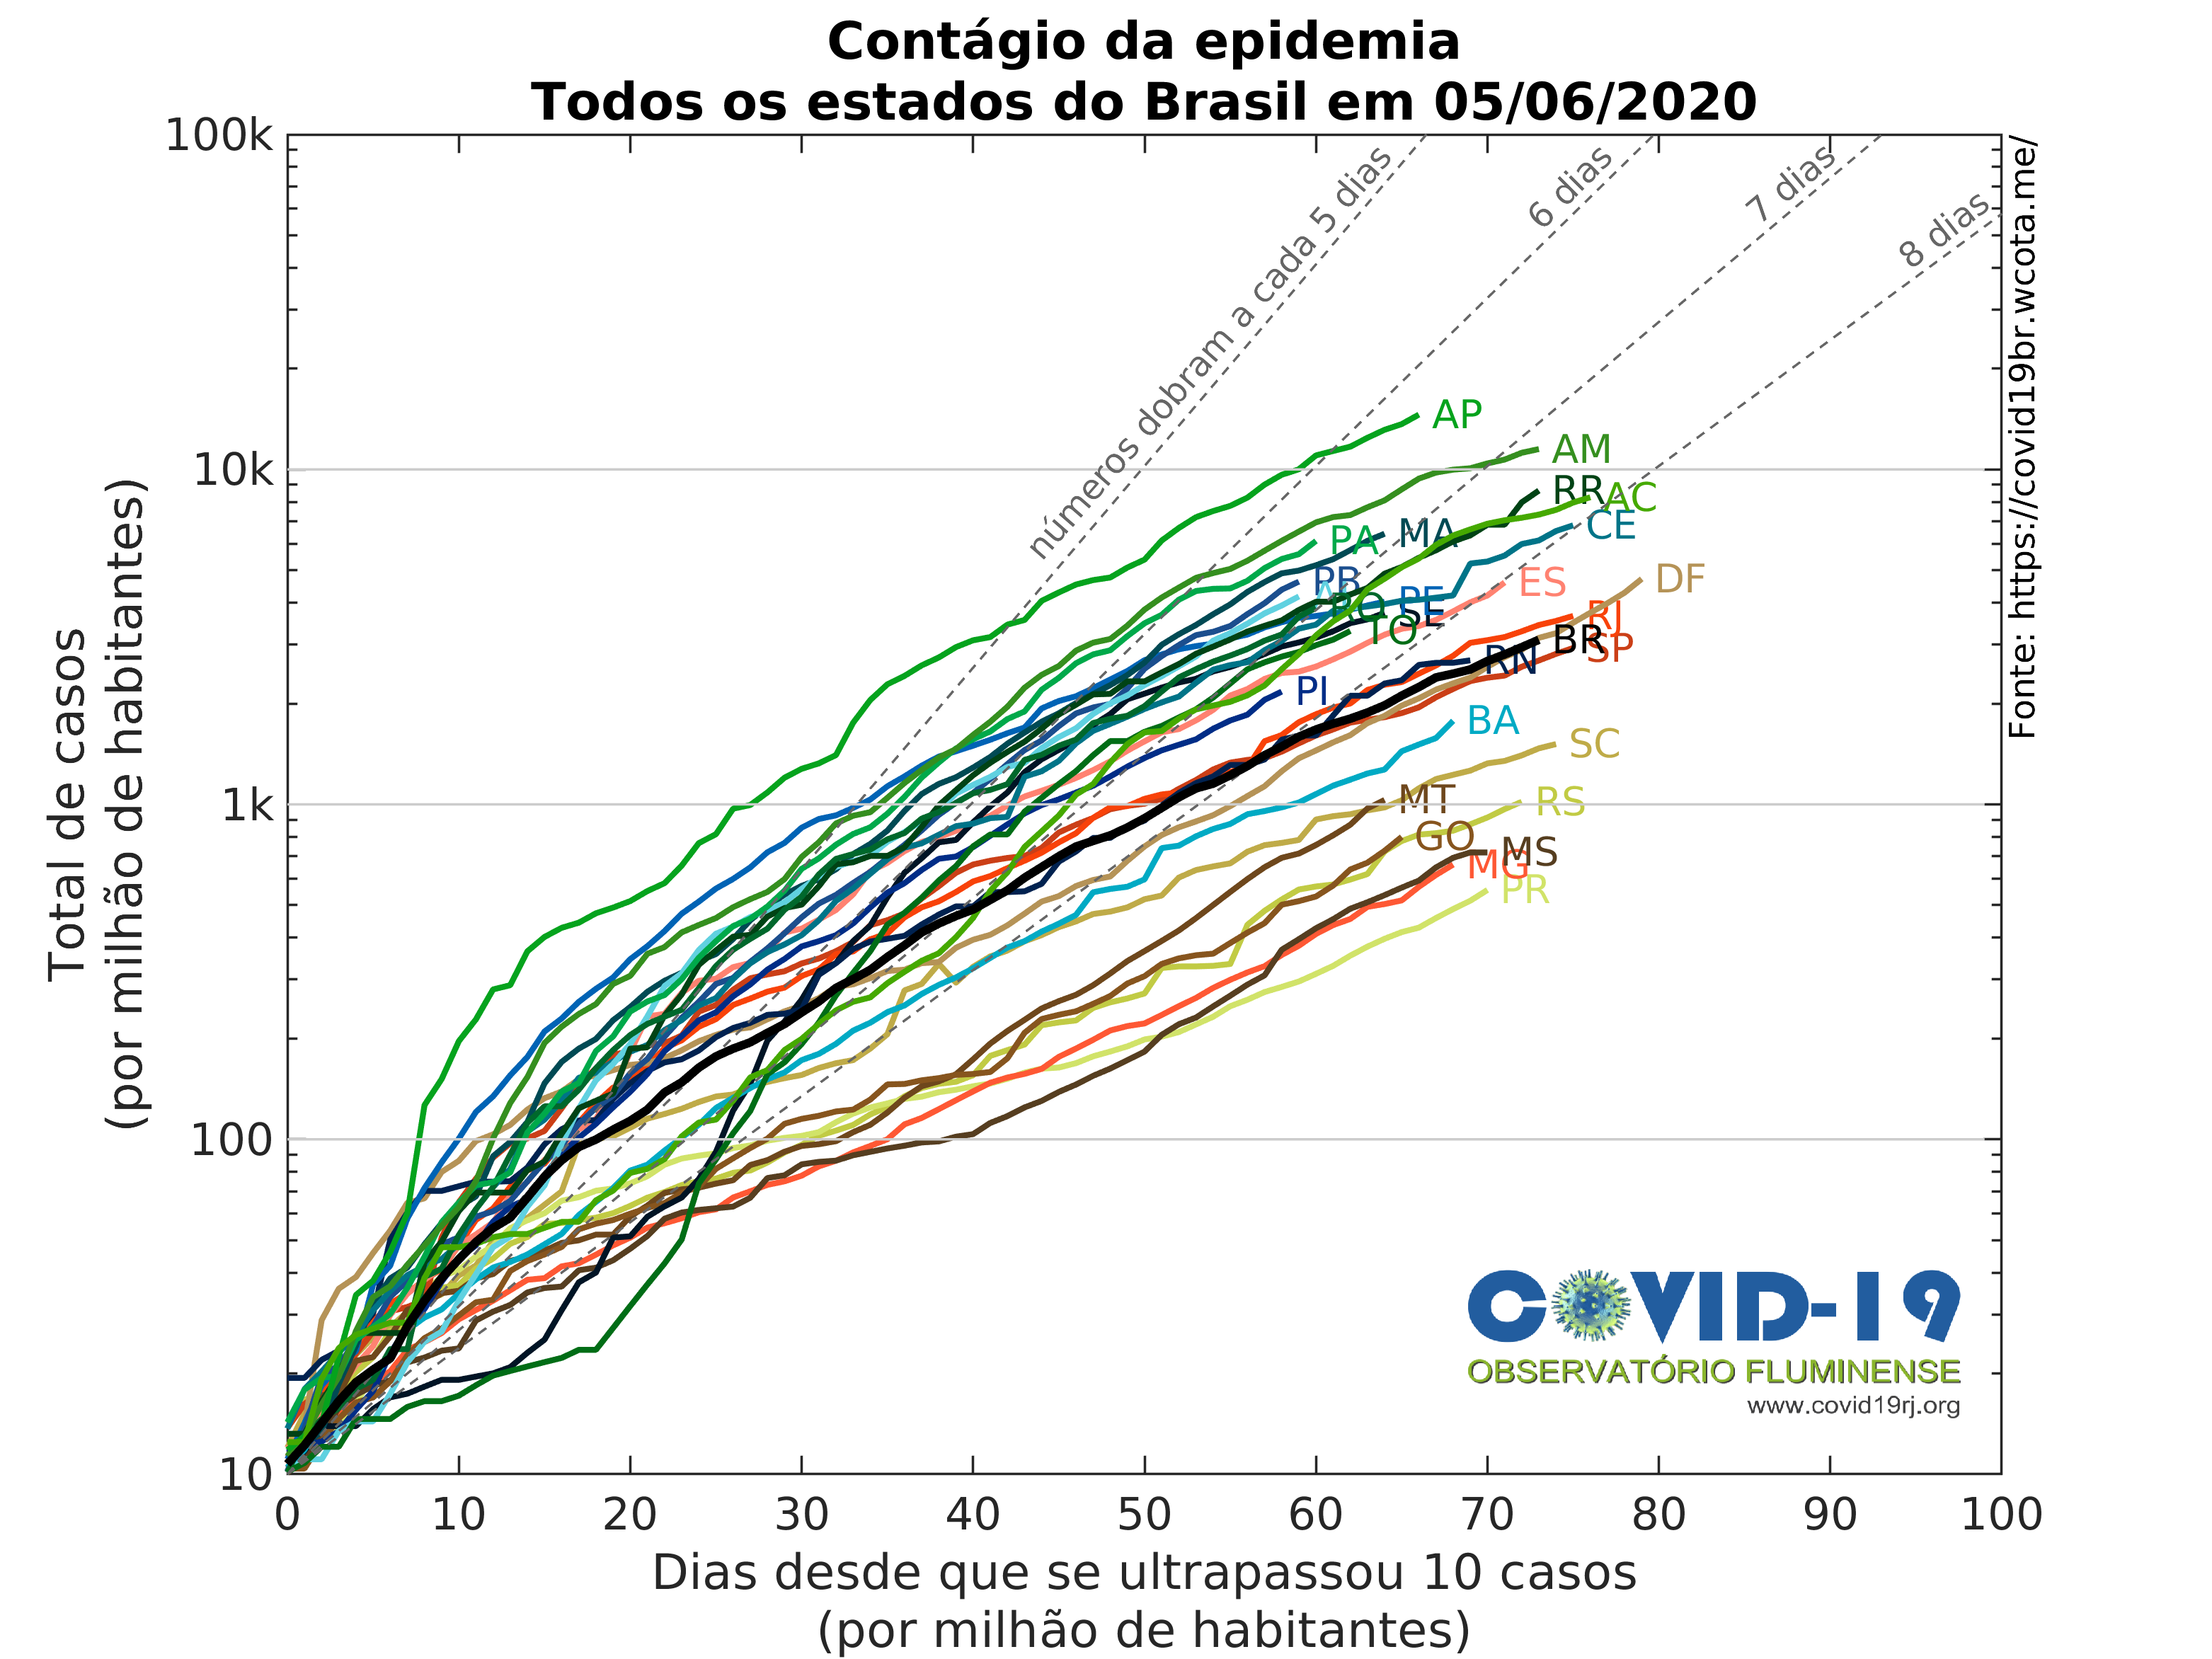 Contágio da epidemia
Todos os estados do Brasil em 05/06/2020
Total de casos
(por milhão de habitantes)
100k
10k
1k
100
10
números dobram a cada 5 dias
6 dias
7 dias
8 dias
AP
AM
RR
AC
CE
MA
PA
PB
ES
DF
RO
PE
SE
TO
RJ
BR
SP
RN
PI
BA
SC
MT
RS
GO
MS
MG
PR
Fonte: https://covid19br.wcota.me/
COVID-19
OBSERVATÓRIO FLUMINENSE
www.covid19rj.org
0 10 20 30 40 50 60 70 80 90 100
Dias desde que se ultrapassou 10 casos
(por milhão de habitantes)